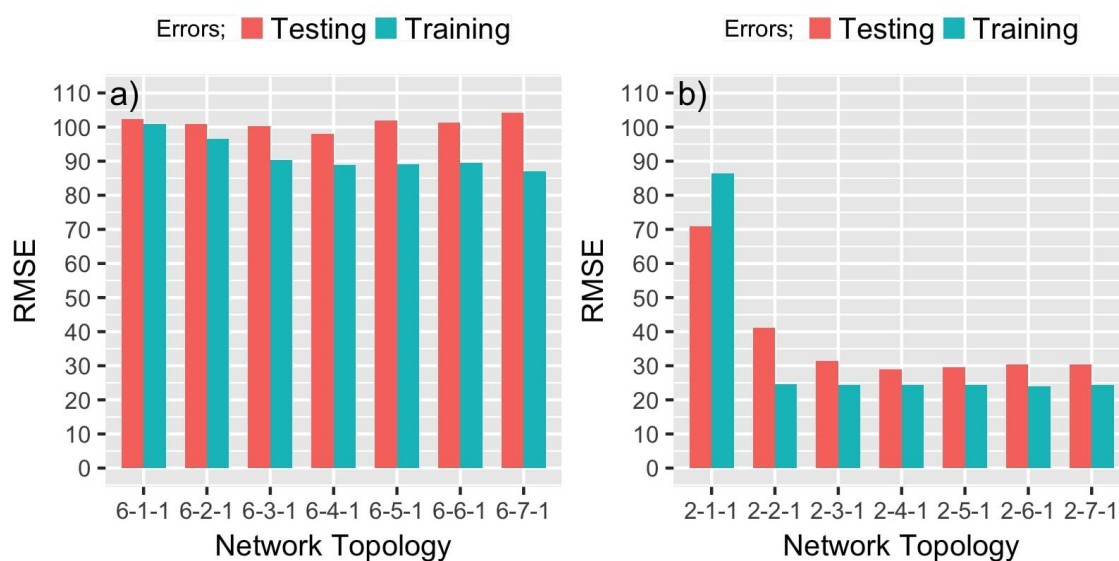 Errors; Testing Training
a)
110
100
90
80
70
60
50
40
30
20
10
0
RMSE
6-1-1 6-2-1 6-3-1 6-4-1 6-5-1 6-6-1 6-7-1
Network Topology
Errors; Testing Training
b)
110
100
90
80
70
60
50
40
30
20
10
0
RMSE
2-1-1 2-2-1 2-3-1 2-4-1 2-5-1 2-6-1 2-7-1
Network Topology